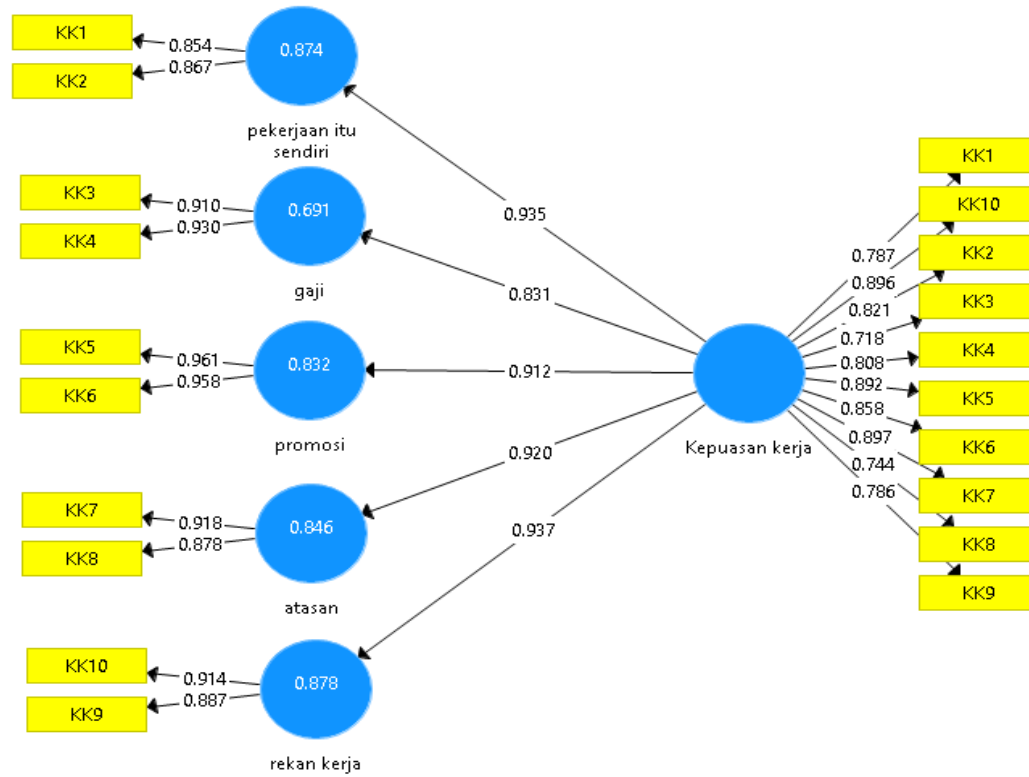 KK1
0.854
KK2
0.867
0.874
pekerjaan itu
sendiri
KK3
0.910
KK4
0.930
0.691
gaji
KK5
0.961
KK6
0.958
0.832
promosi
KK7
0.918
KK8
0.878
0.846
atasan
KK10
0.914
KK9
0.887
0.878
rekan kerja
0.935
0.831
0.912
0.920
0.937
Kepuasan kerja
0.787
0.896
0.821
0.718
0.808
0.892
0.858
0.897
0.744
0.786
KK1
KK10
KK2
KK3
KK4
KK5
KK6
KK7
KK8
KK9